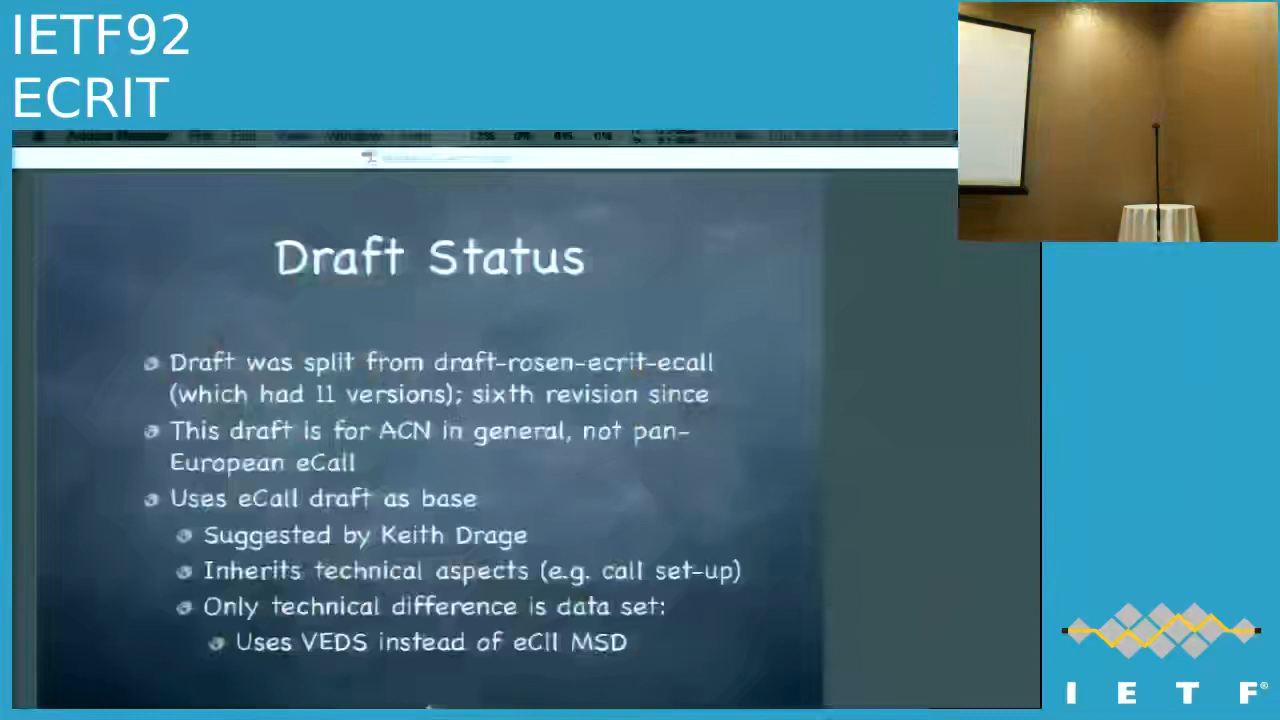 IETF92
ECRIT
Draft Status
Draft was split from draft-rosen-ecrit-ecall
(which had 11 versions); sixth revision since
This draft is for ACN in general, not pan-
European eCall
Uses eCall draft as base
Suggested by Keith Drage
Inherits technical aspects (e.g. call set-up)
Only technical difference is data set:
Uses VEDS instead of eCll MSD
I E T F®